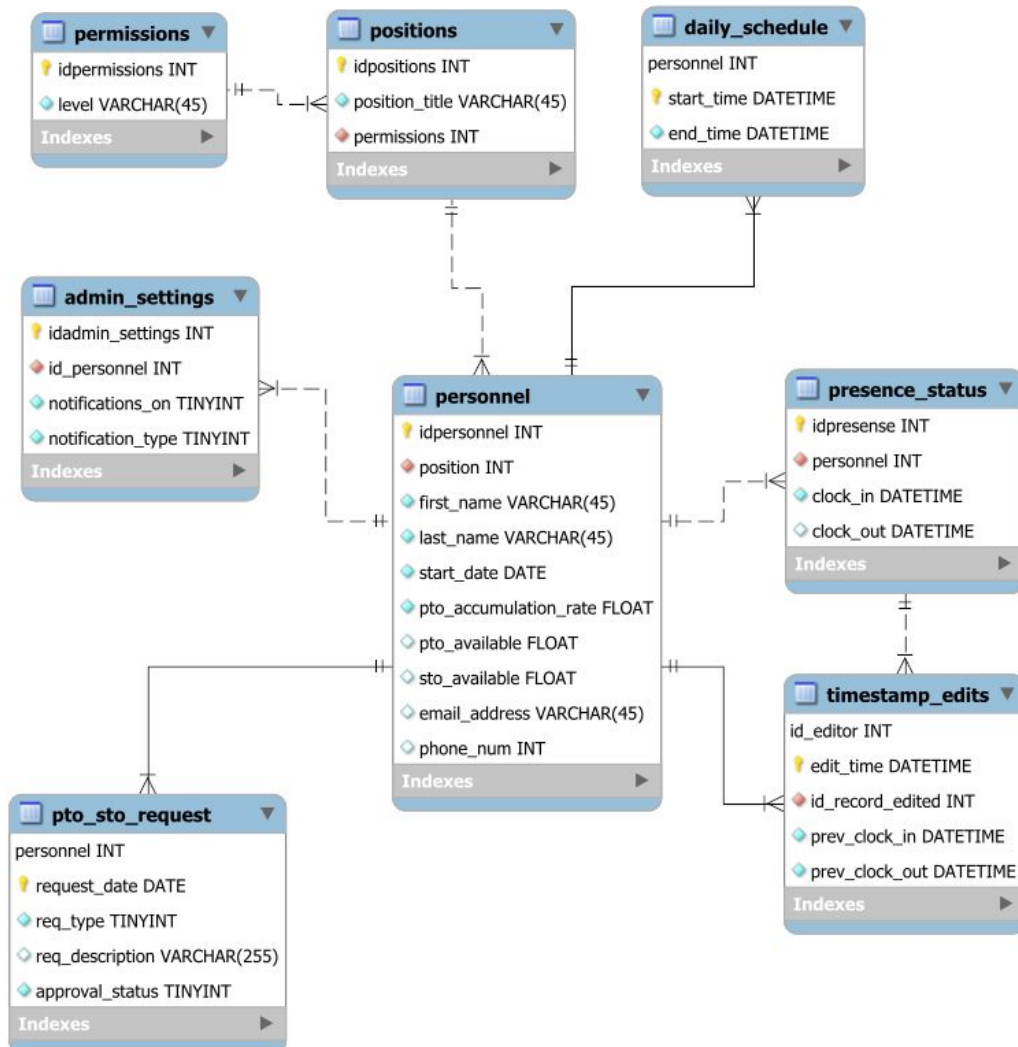 permissions
idpermissions INT
level VARCHAR(45)
Indexes
positions
idpositions INT
position_title VARCHAR(45)
permissions INT
Indexes
daily_schedule
personnel INT
start_time DATETIME
end_time DATETIME
Indexes
admin_settings
idadmin_settings INT
id_personnel INT
notifications_on TINYINT
notification_type TINYINT
Indexes
personnel
idpersonnel INT
position INT
first_name VARCHAR(45)
last_name VARCHAR(45)
start_date DATE
pto_accumulation_rate FLOAT
pto_available FLOAT
sto_available FLOAT
email_address VARCHAR(45)
phone_num INT
Indexes
presence_status
idpresense INT
personnel INT
clock_in DATETIME
clock_out DATETIME
Indexes
timestamp_edits
id_editor INT
edit_time DATETIME
id_record_edited INT
prev_clock_in DATETIME
prev_clock_out DATETIME
Indexes
pto_sto_request
personnel INT
request_date DATE
req_type TINYINT
req_description VARCHAR(255)
approval_status TINYINT
Indexes